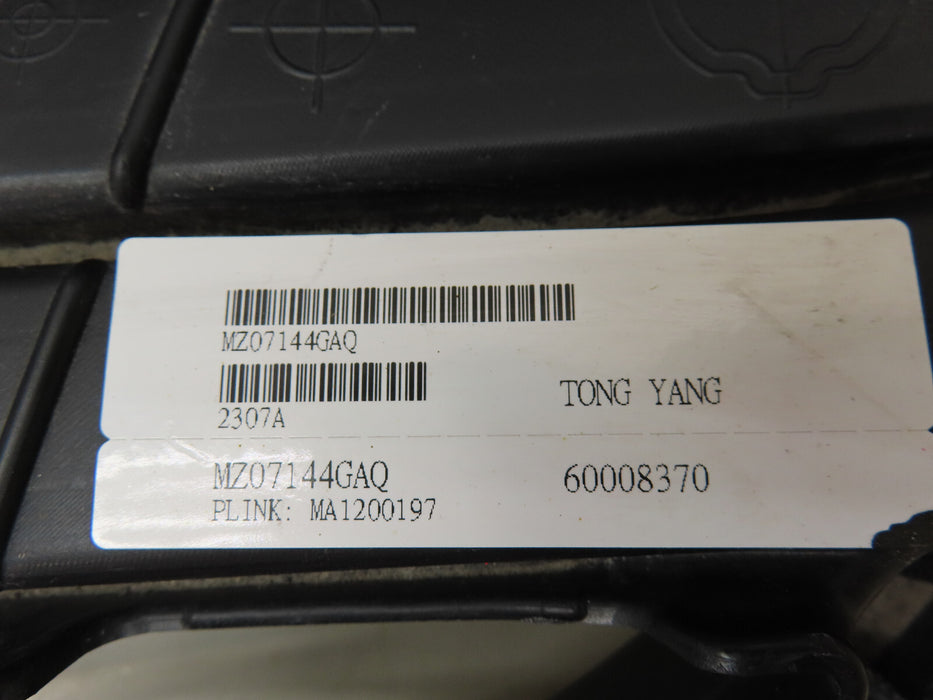 MZ07144GAQ
2307A
TONG YANG
MZ07144GAQ
60008370
PLINK: MA1200197